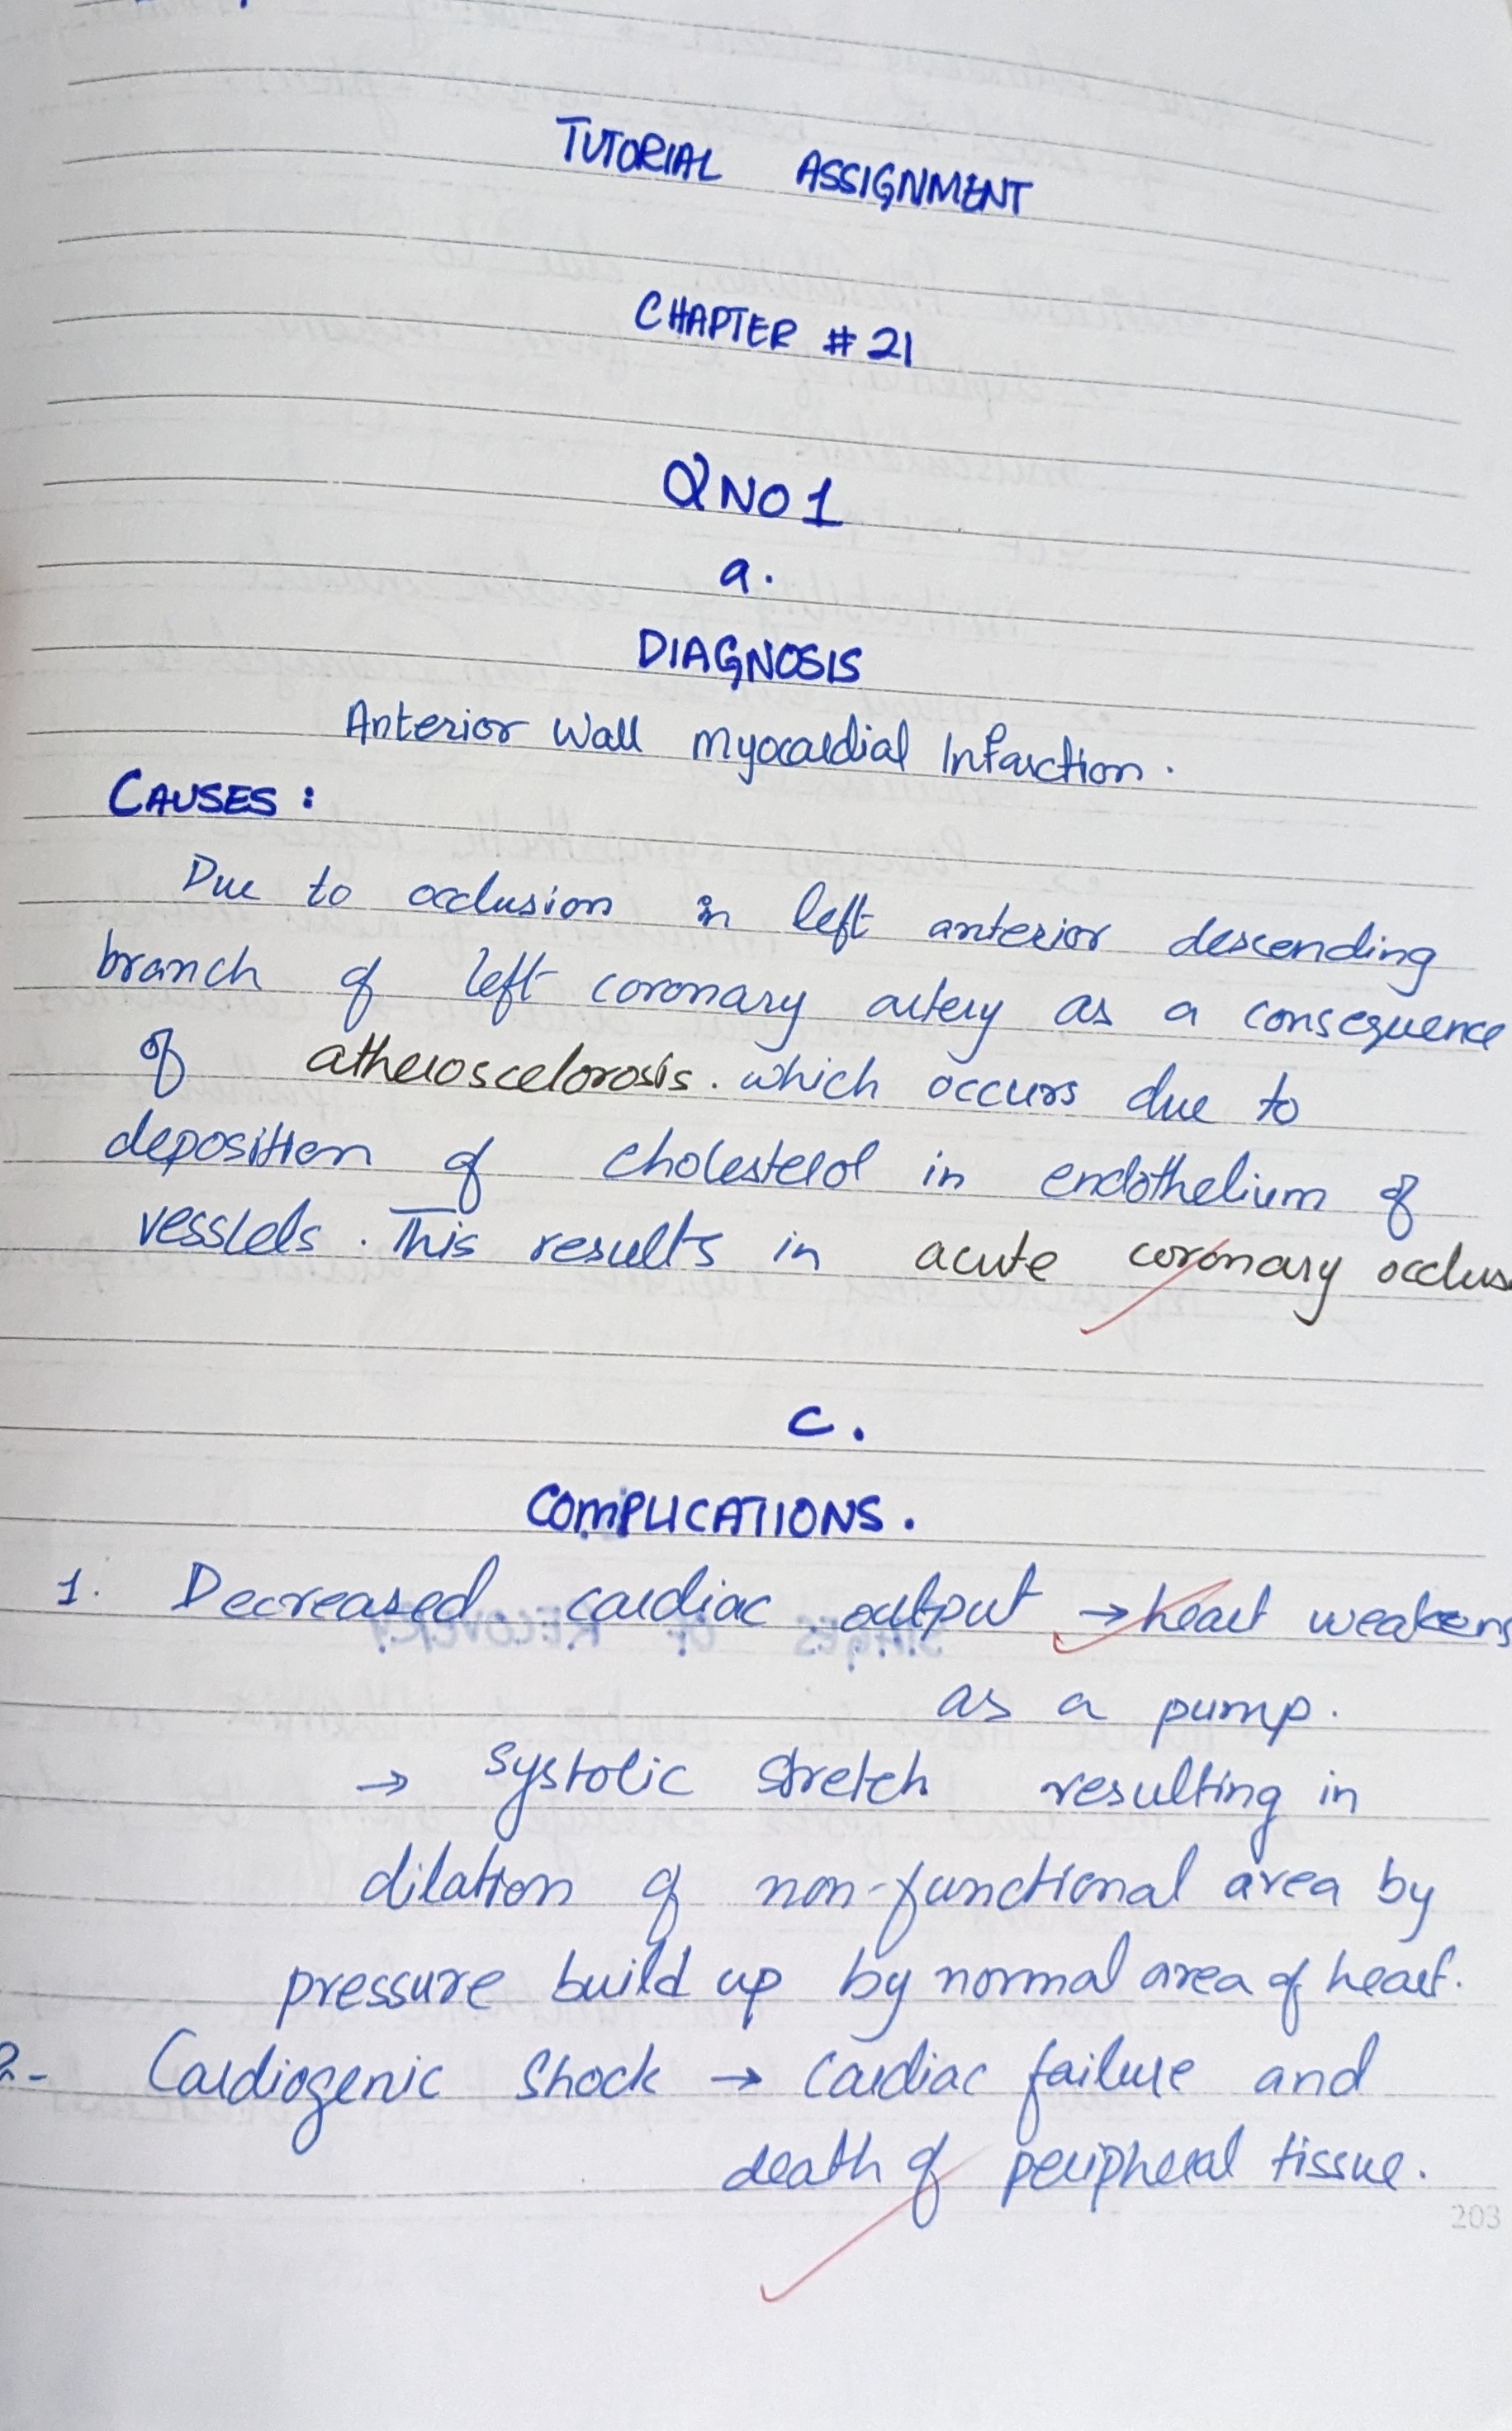 TUTORIAL ASSIGNMENT
CHAPTER # 21
Q NO 1
a.
DIAGNOSIS
Anterior Wall myocardial Infarction.
CAUSES :
Due to occlusion in left anterior descending
branch of left coronary artery as a consequence
of atheroscelorosis. which occurs due to
deposition of cholesterol in endothelium of
vesslels. This results in acute coronary occlus
c.
COMPLICATIONS.
1. Decreased cardiac output → heart weakens
as a pump.
→ systolic stretch resulting in
dilation of non-functional area by
pressure build up by normal area of heart.
2- Cardiogenic shock → Cardiac failure and
death of peripheral tissue.
203